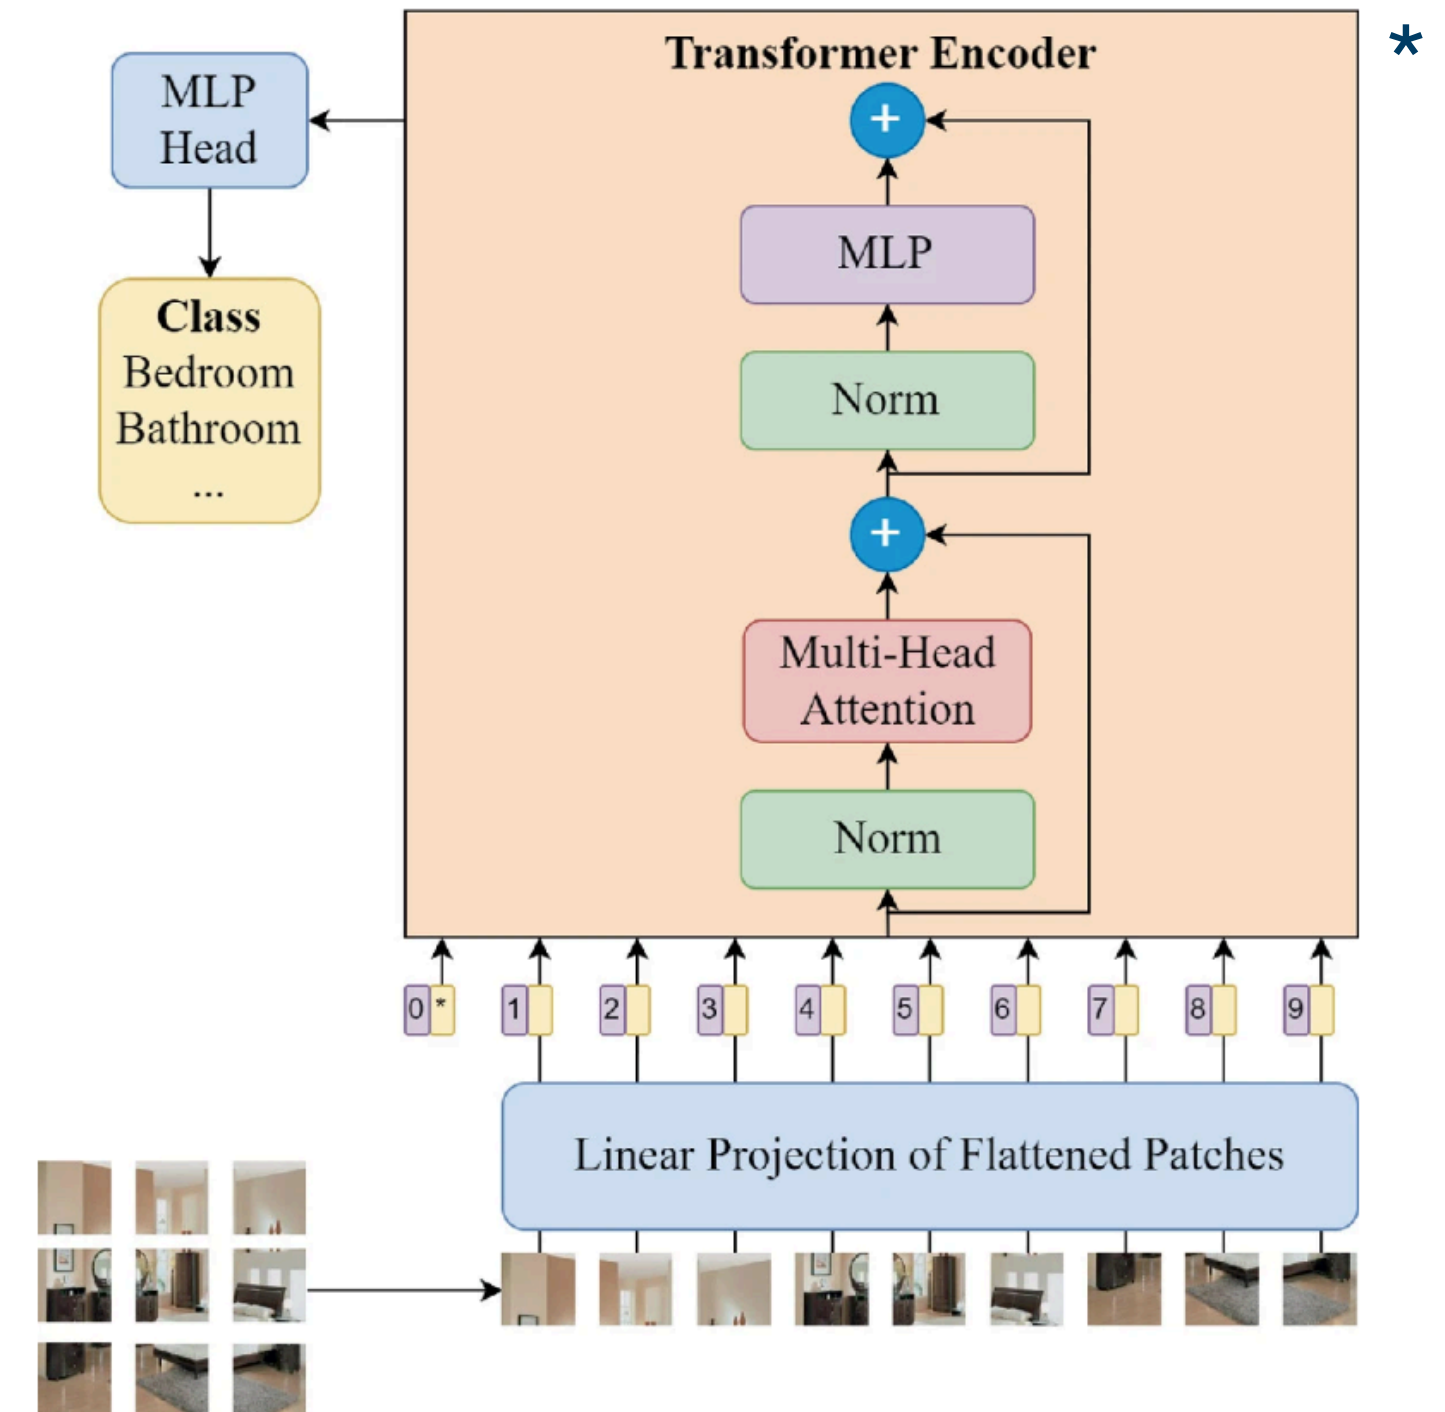 Transformer Encoder
*
MLP
Head
+
MLP
Class
Bedroom
Bathroom
...
Norm
+
Multi-Head
Attention
Norm
0 * 1 2 3 4 5 6 7 8 9
Linear Projection of Flattened Patches